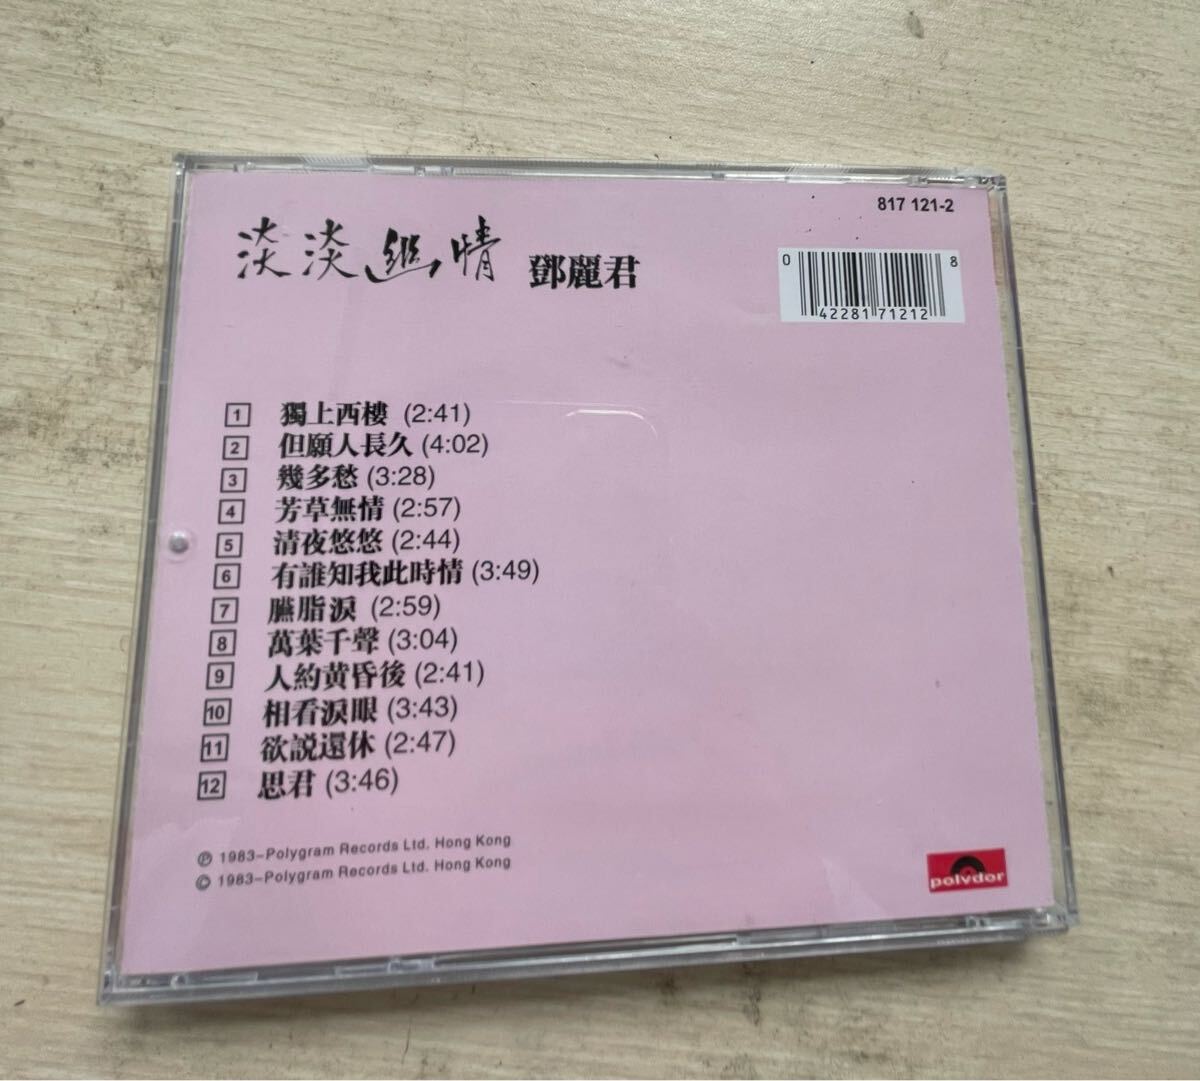 817 121-2
淡淡幽情 鄧麗君
0 42281 71212 8
1 獨上西樓 (2:41)
2 但願人長久 (4:02)
3 幾多愁 (3:28)
4 芳草無情 (2:57)
5 清夜悠悠 (2:44)
6 有誰知我此時情 (3:49)
7 臙脂淚 (2:59)
8 萬葉千聲 (3:04)
9 人約黄昏後 (2:41)
10 相看淚眼 (3:43)
11 欲説還休 (2:47)
12 思君 (3:46)
℗ 1983–Polygram Records Ltd. Hong Kong
© 1983–Polygram Records Ltd. Hong Kong
polydor